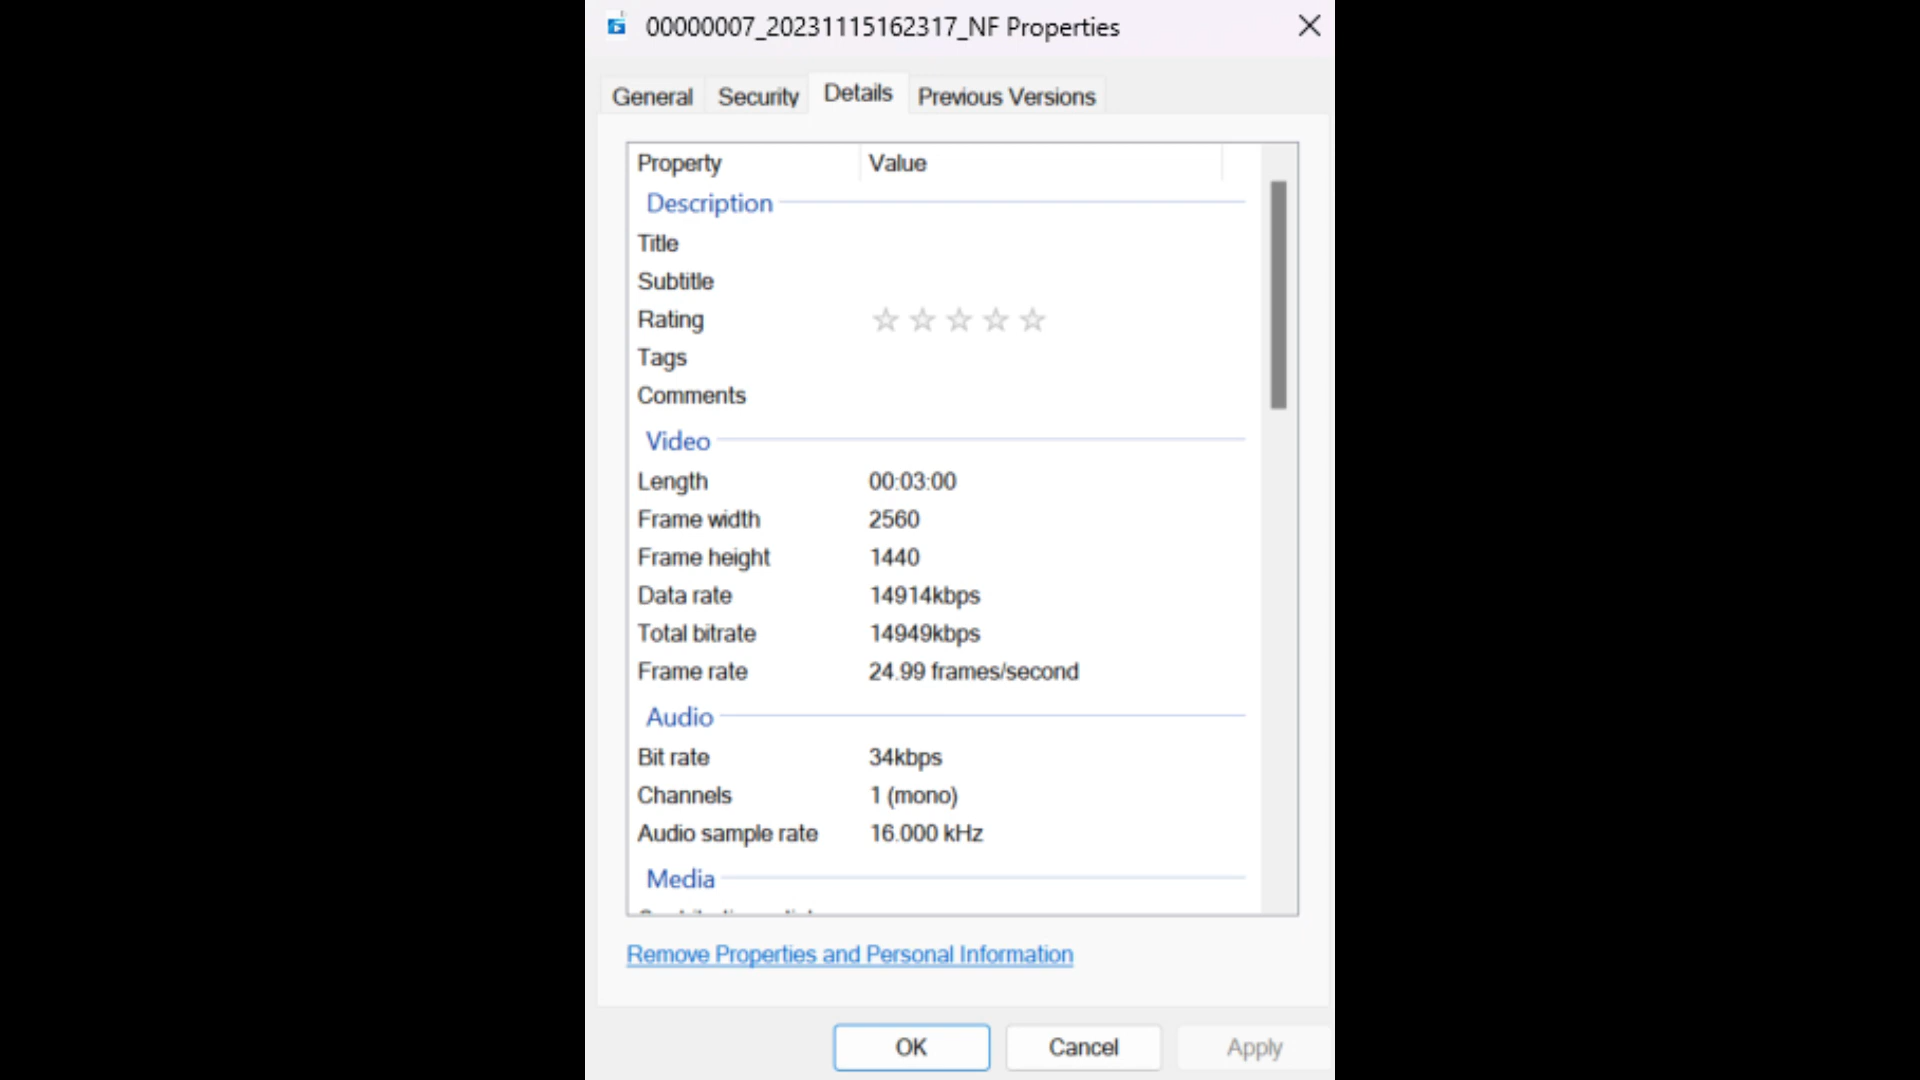 00000007_20231115162317_NF Properties
General Security Details Previous Versions
Property Value
Description
Title
Subtitle
Rating
Tags
Comments
Video
Length 00:03:00
Frame width 2560
Frame height 1440
Data rate 14914kbps
Total bitrate 14949kbps
Frame rate 24.99 frames/second
Audio
Bit rate 34kbps
Channels 1 (mono)
Audio sample rate 16.000 kHz
Media
Remove Properties and Personal Information
OK Cancel Apply